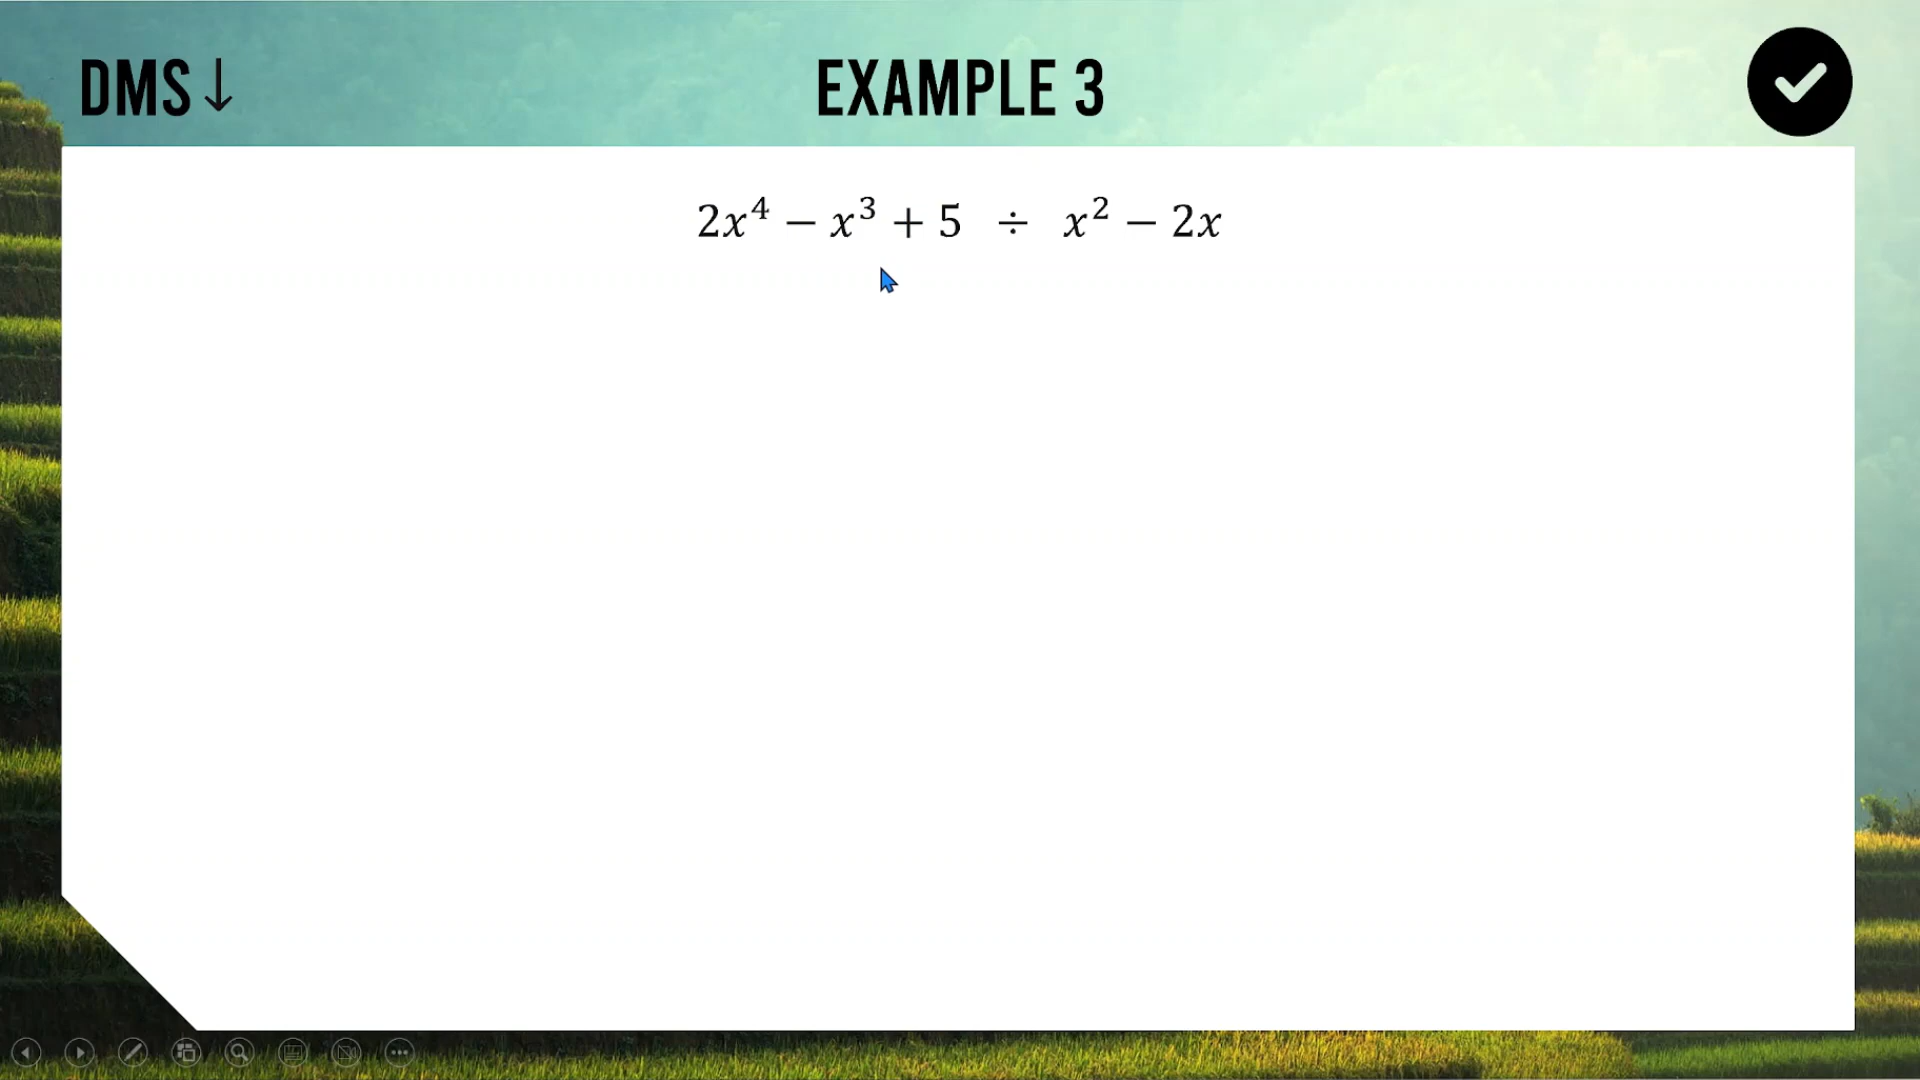 DMS↓
EXAMPLE 3
2x⁴ − x³ + 5 ÷ x² − 2x